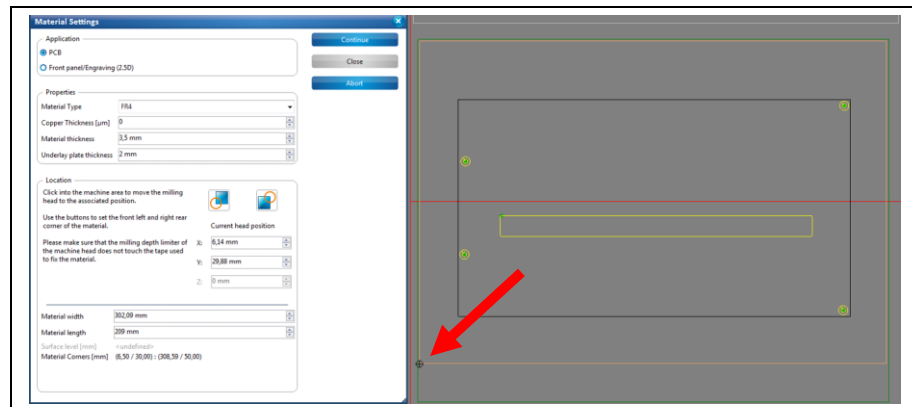 Material Settings
Application
PCB
Front panel/Engraving (2.5D)
Continue
Close
Abort
Properties
Material Type FR4
Copper Thickness [µm] 0
Material thickness 3,5 mm
Underlay plate thickness 2 mm
Location
Click into the machine area to move the milling
head to the associated position.
Use the buttons to set the front left and right rear
corner of the material.
Current head position
Please make sure that the milling depth limiter of
the machine head does not touch the tape used
to fix the material.
X: 6,14 mm
Y: 29,88 mm
Z: 0 mm
Material width 302,09 mm
Material length 209 mm
Surface level [mm] <undefined>
Material Corners [mm] (6,50 / 30,00) : (308,59 / 50,00)